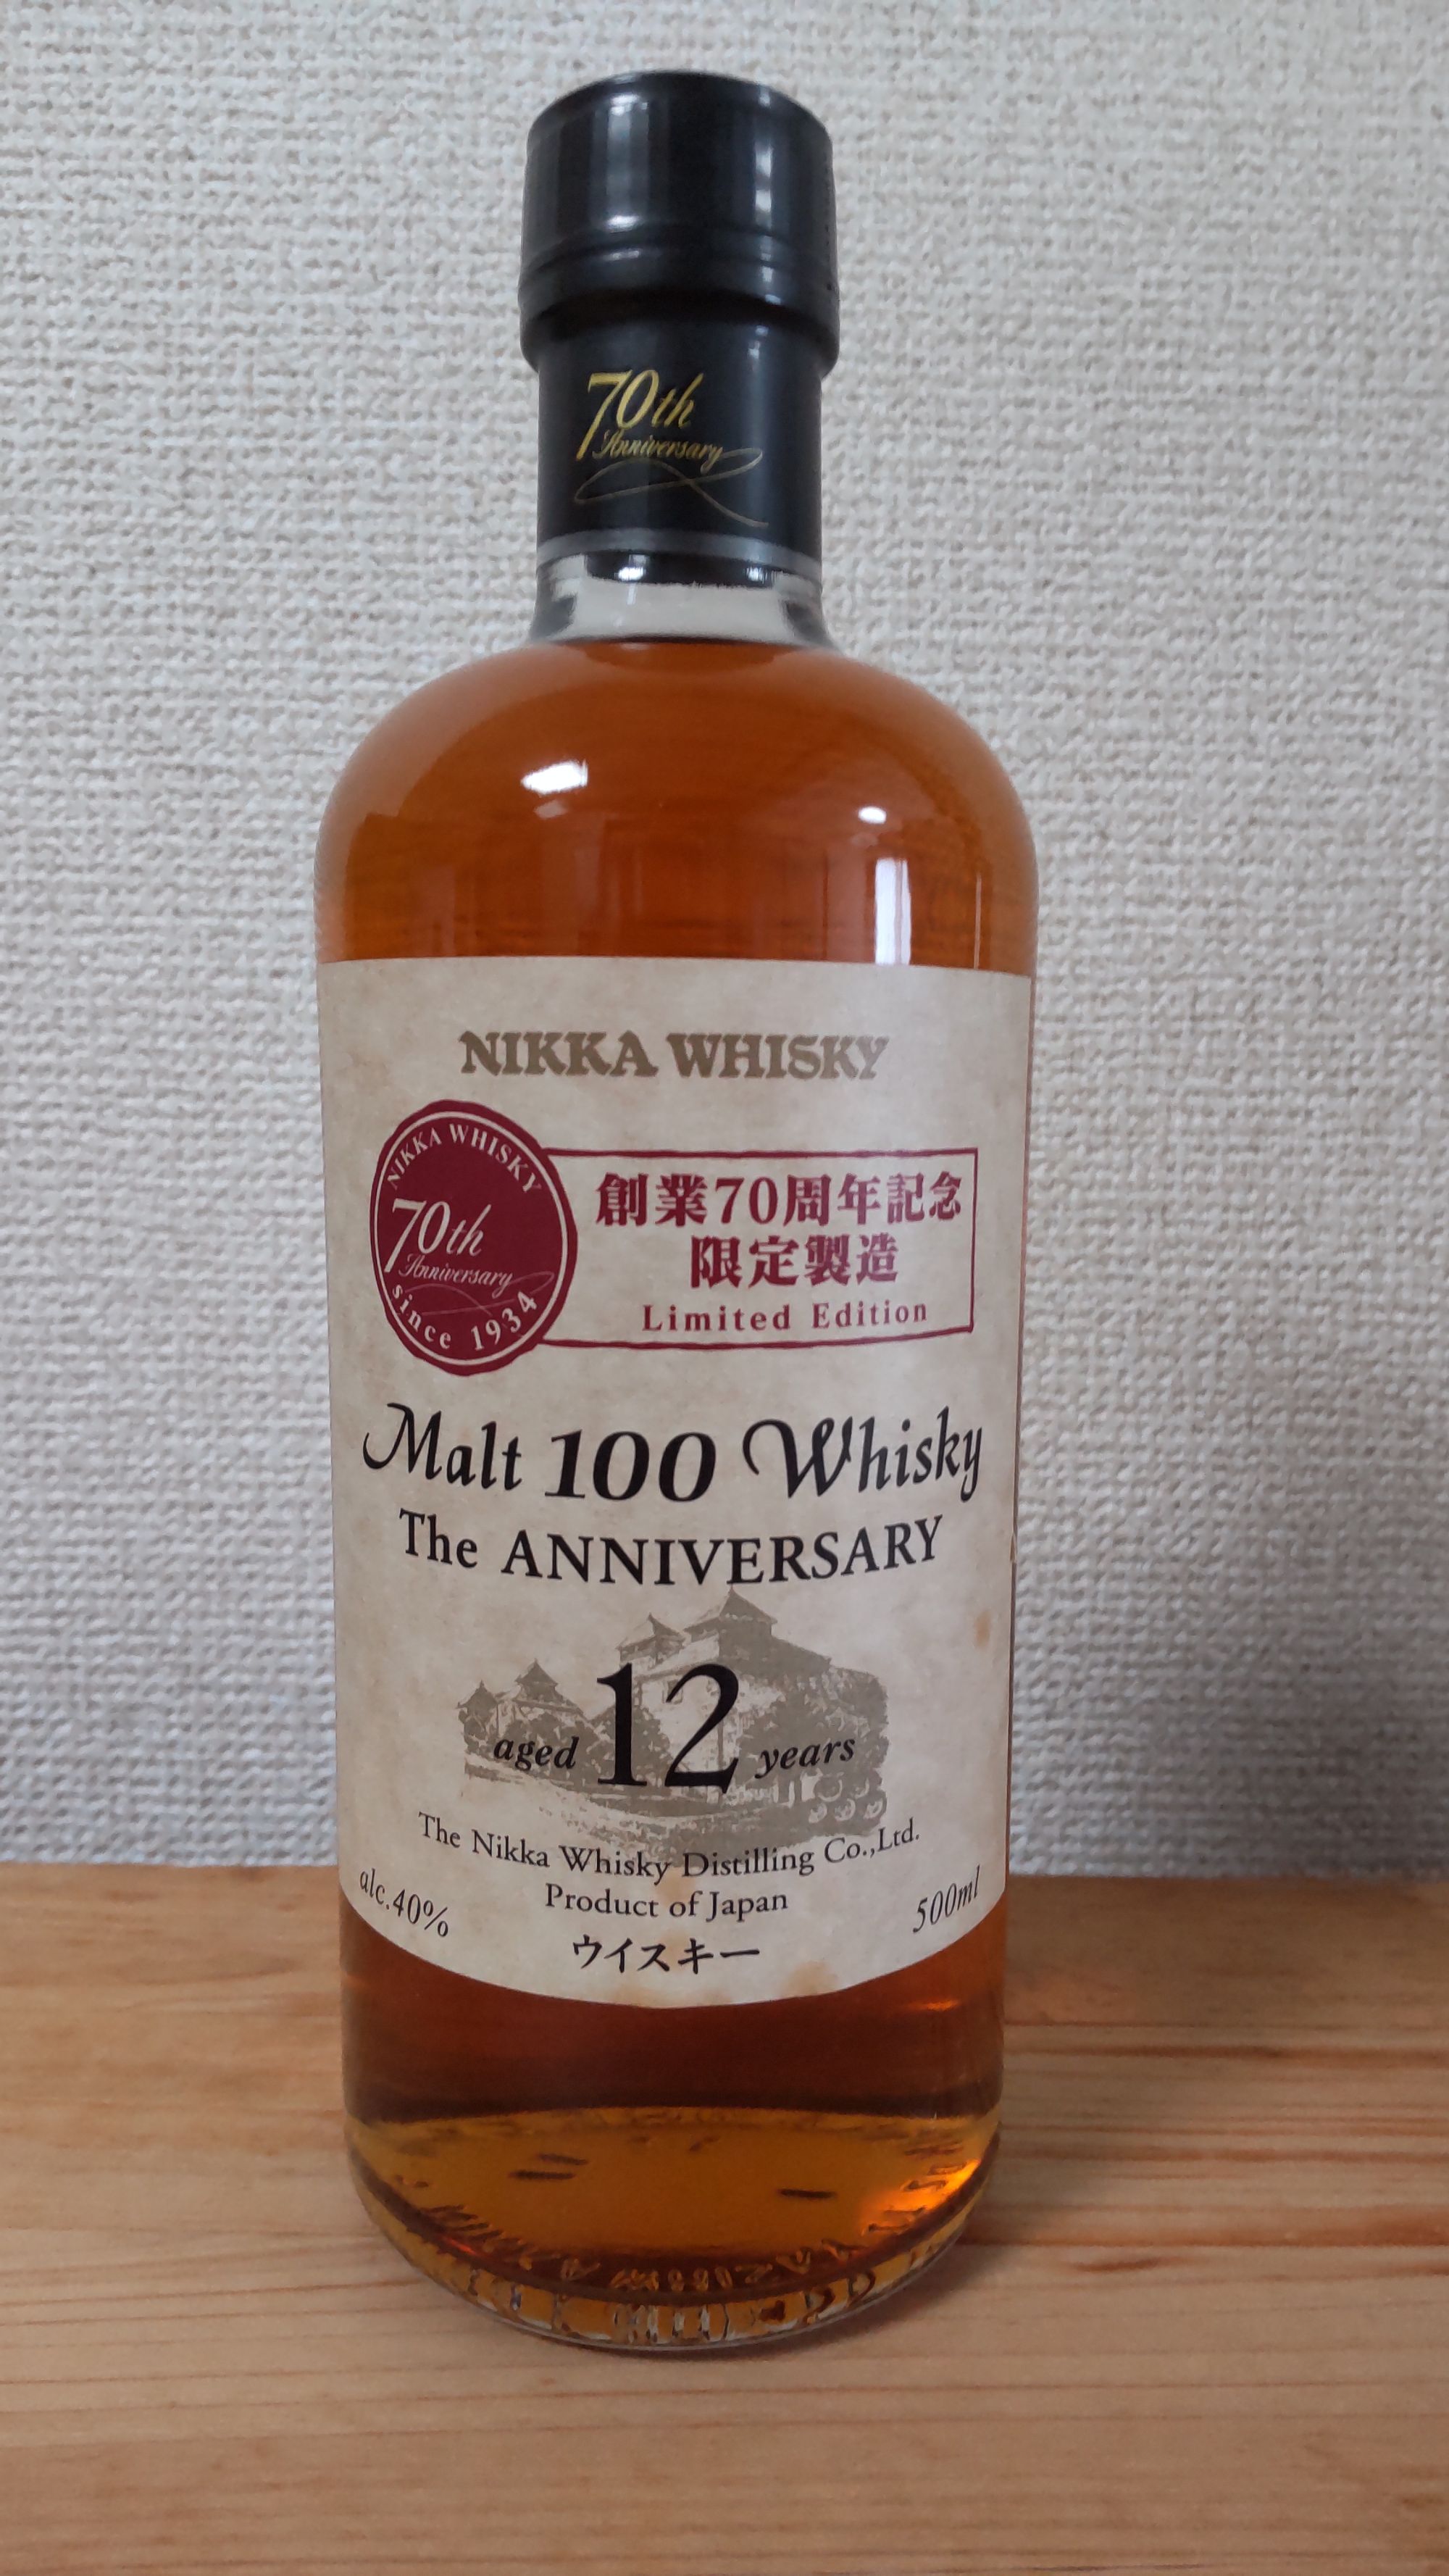 70th
Anniversary
NIKKA WHISKY
NIKKA WHISKY
70th
Anniversary
since 1934
創業70周年記念
限定製造
Limited Edition
Malt 100 Whisky
The ANNIVERSARY
aged 12 years
The Nikka Whisky Distilling Co.,Ltd.
alc.40%
Product of Japan
500ml
ウイスキー